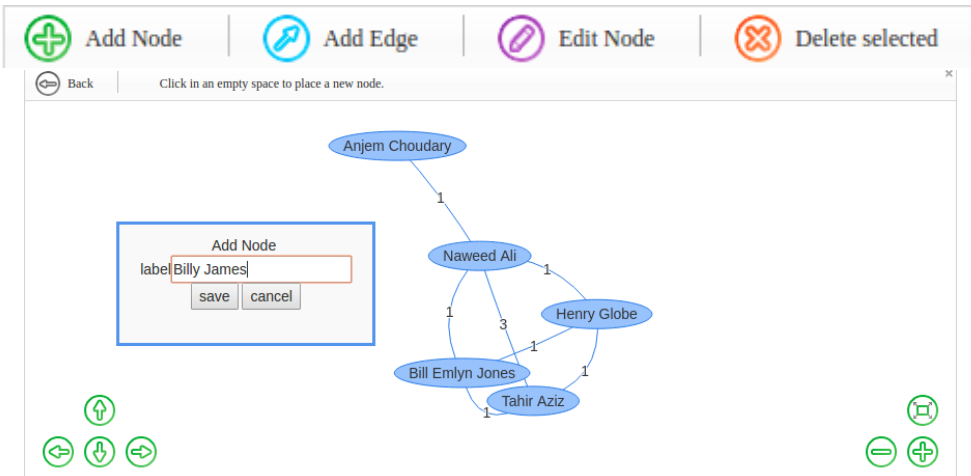 Add Node Add Edge Edit Node Delete selected
Back Click in an empty space to place a new node.
Anjem Choudary
1
Add Node
label Billy James
save cancel
Naweed Ali
1
Henry Globe
1
3
1
Bill Emlyn Jones
1
Tahir Aziz
1